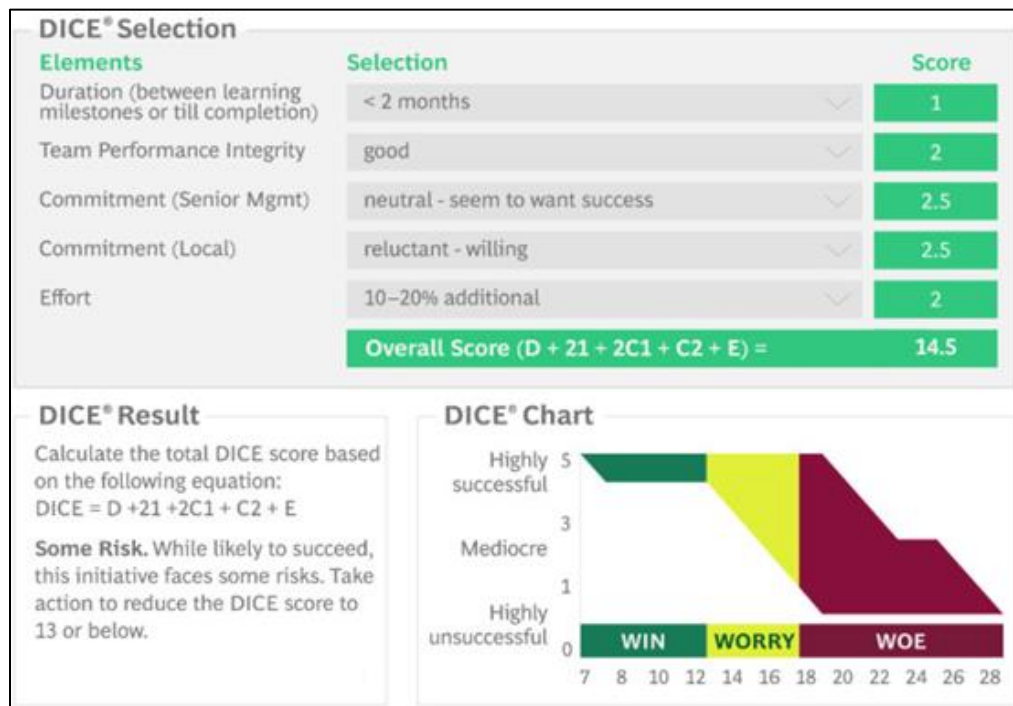 DICE® Selection
Elements Selection Score
Duration (between learning milestones or till completion) < 2 months 1
Team Performance Integrity good 2
Commitment (Senior Mgmt) neutral - seem to want success 2.5
Commitment (Local) reluctant - willing 2.5
Effort 10–20% additional 2
Overall Score (D + 21 + 2C1 + C2 + E) = 14.5
DICE® Result
Calculate the total DICE score based
on the following equation:
DICE = D +21 +2C1 + C2 + E
Some Risk. While likely to succeed,
this initiative faces some risks. Take
action to reduce the DICE score to
13 or below.
DICE® Chart
Highly successful
Mediocre
Highly unsuccessful
5
3
1
0
WIN WORRY WOE
7 8 10 12 14 16 18 20 22 24 26 28